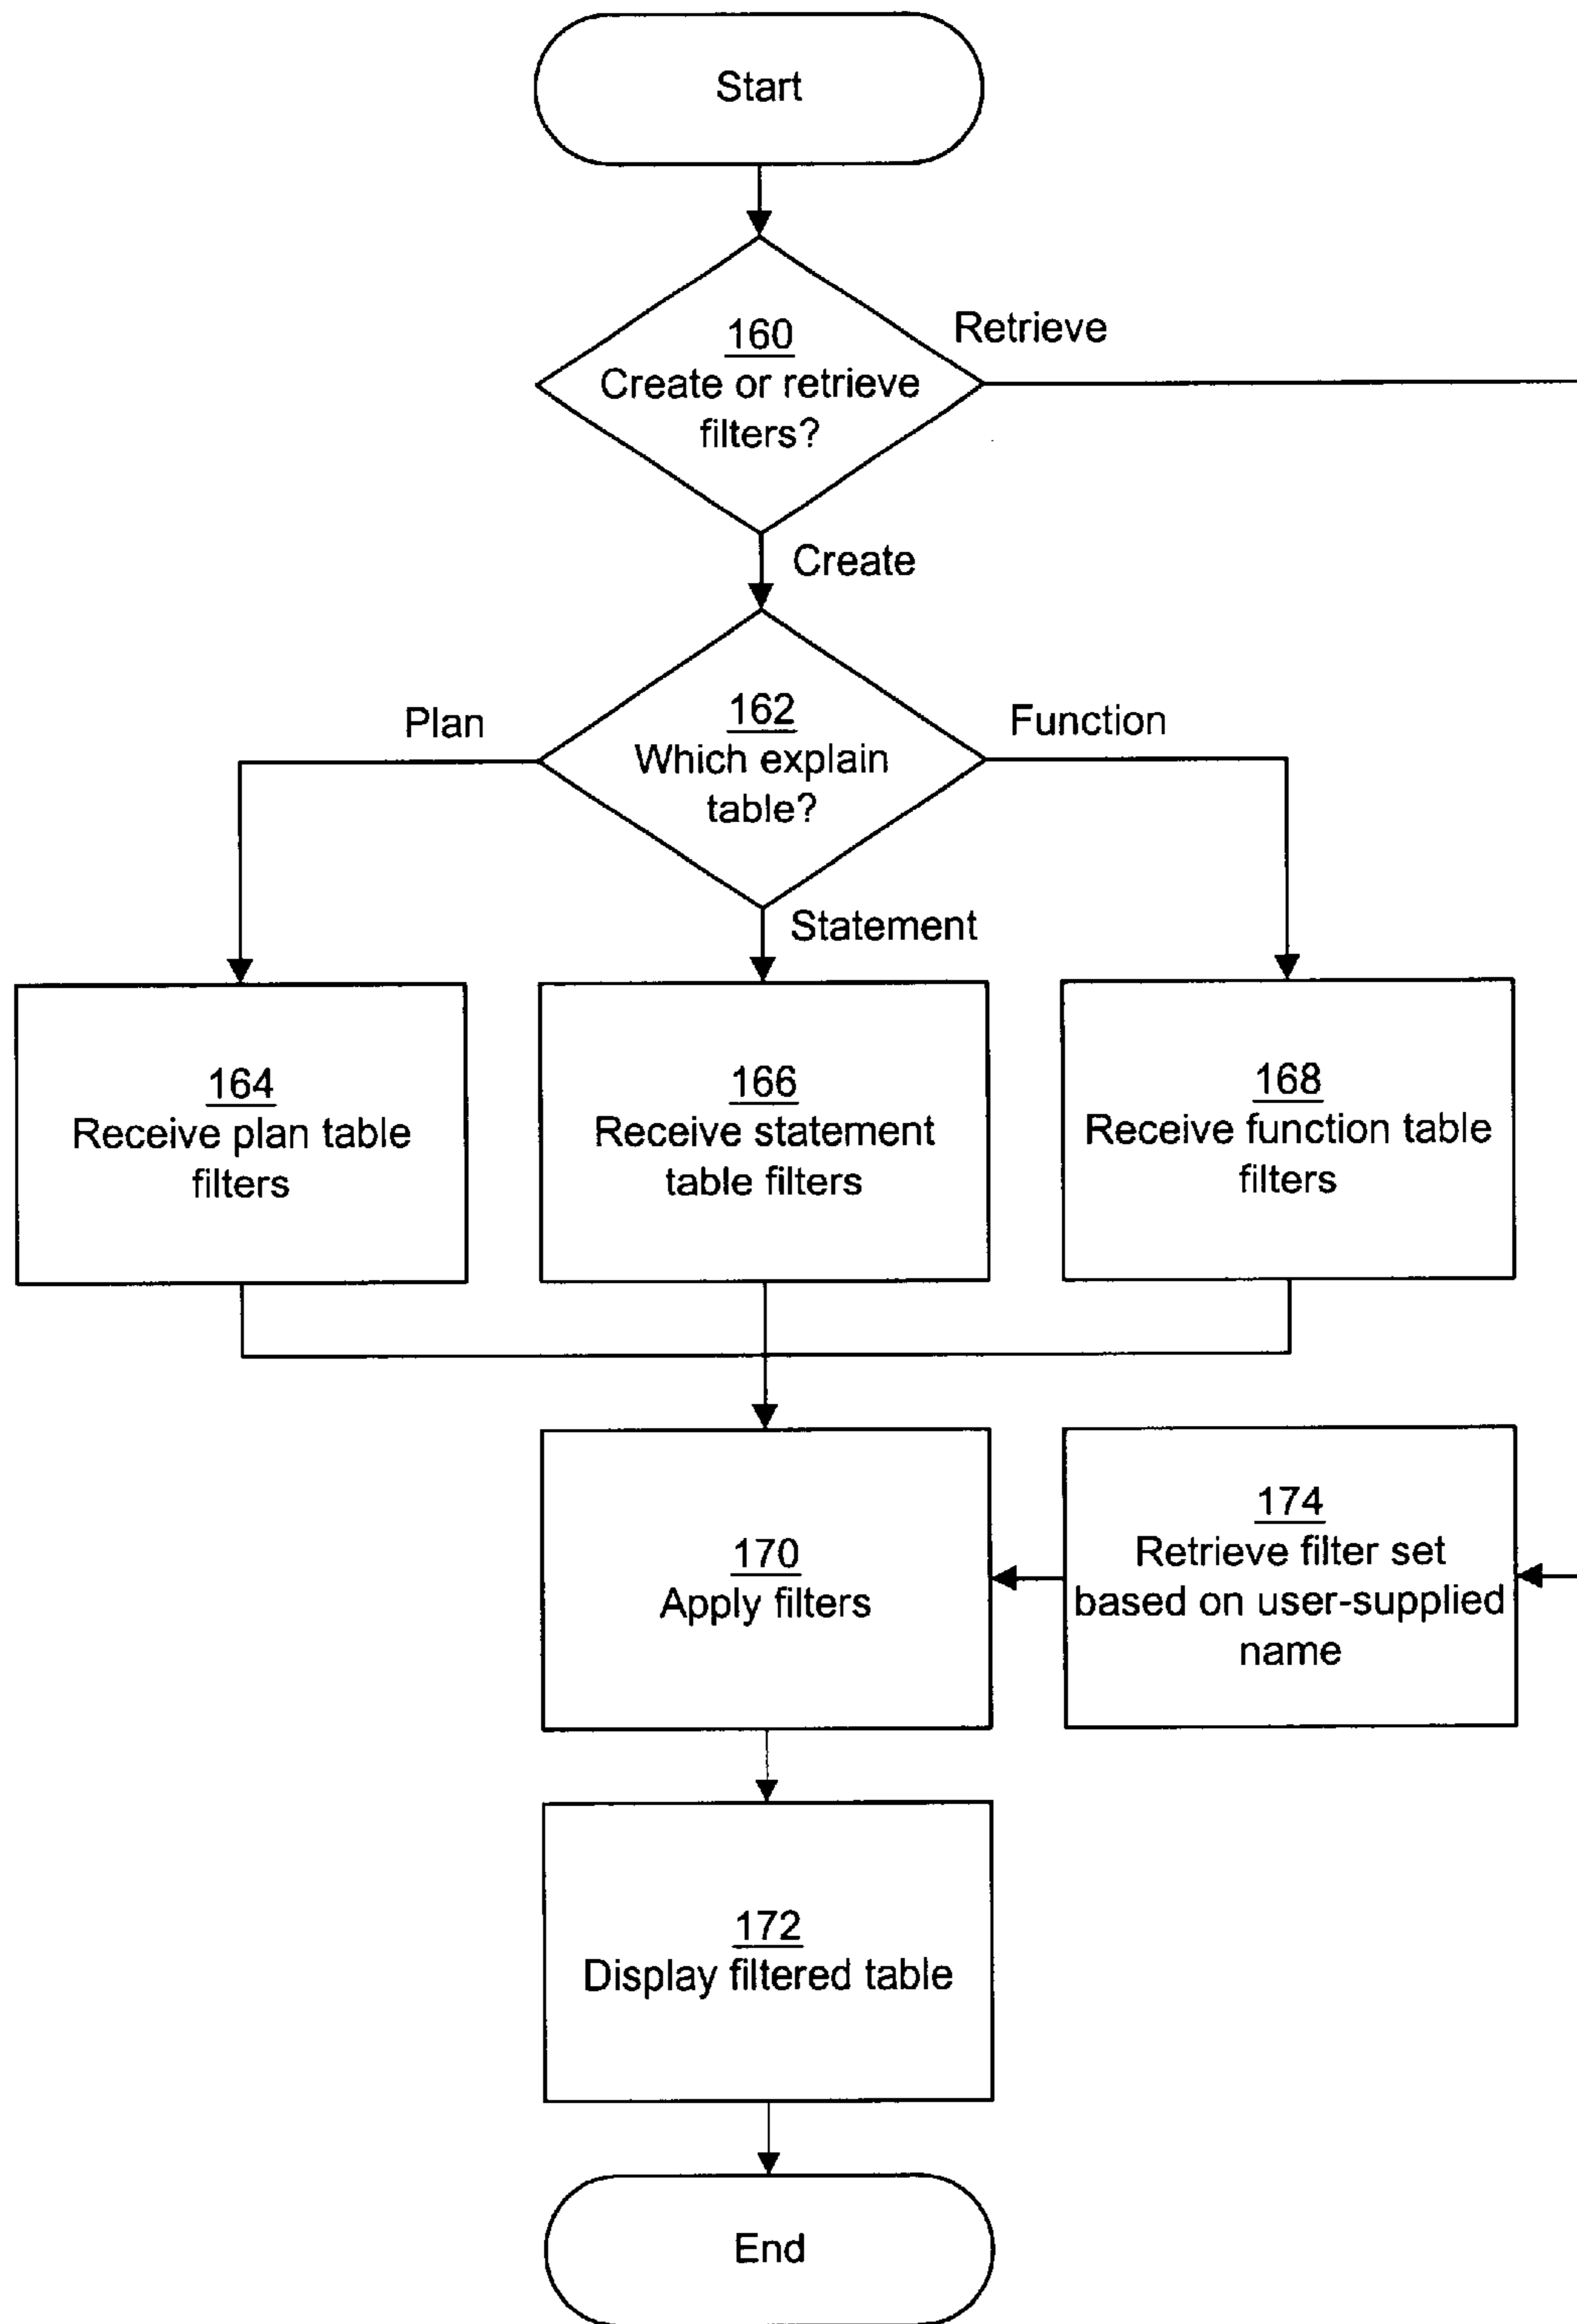 Start
160
Create or retrieve
filters?
Retrieve
Create
162
Which explain
table?
Plan
Function
Statement
164
Receive plan table
filters
166
Receive statement
table filters
168
Receive function table
filters
170
Apply filters
174
Retrieve filter set
based on user-supplied
name
172
Display filtered table
End